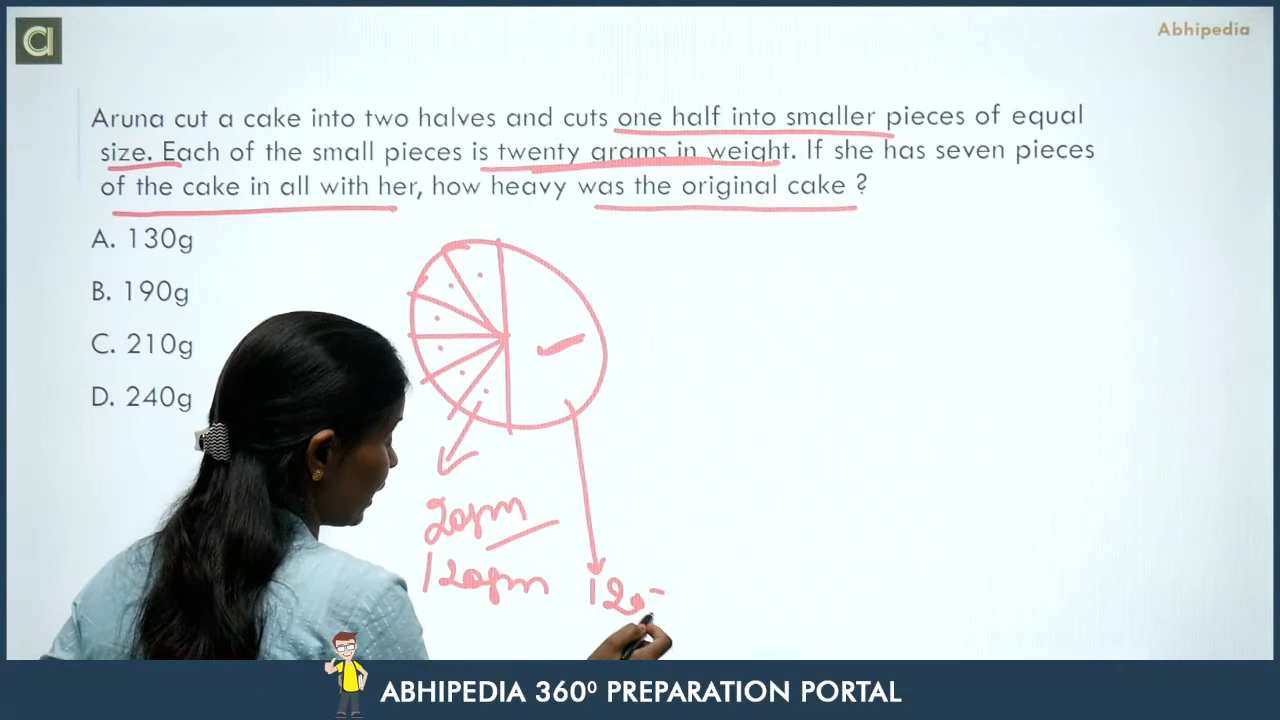 a
Abhipedia
Aruna cut a cake into two halves and cuts one half into smaller pieces of equal
size. Each of the small pieces is twenty grams in weight. If she has seven pieces
of the cake in all with her, how heavy was the original cake ?
A. 130g
B. 190g
C. 210g
D. 240g
20gm
120gm
120
ABHIPEDIA 360⁰ PREPARATION PORTAL